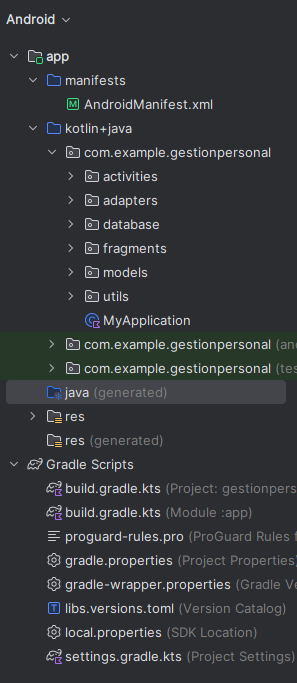 Android
app
manifests
AndroidManifest.xml
kotlin+java
com.example.gestionpersonal
activities
adapters
database
fragments
models
utils
MyApplication
com.example.gestionpersonal (an
com.example.gestionpersonal (tes
java (generated)
res
res (generated)
Gradle Scripts
build.gradle.kts (Project: gestionpers
build.gradle.kts (Module :app)
proguard-rules.pro (ProGuard Rules f
gradle.properties (Project Properties)
gradle-wrapper.properties (Gradle Ve
libs.versions.toml (Version Catalog)
local.properties (SDK Location)
settings.gradle.kts (Project Settings)